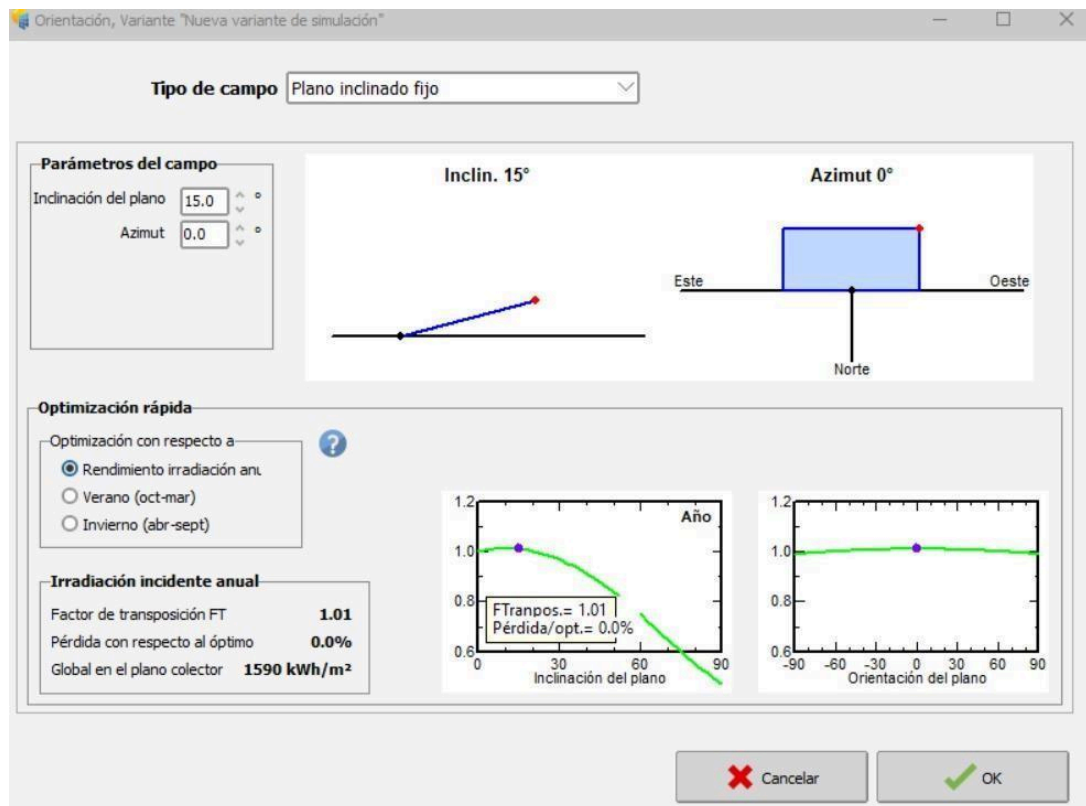 Orientación, Variante "Nueva variante de simulación"
Tipo de campo Plano inclinado fijo
Parámetros del campo
Inclinación del plano 15.0 °
Azimut 0.0 °
Inclin. 15°
Azimut 0°
Este
Oeste
Norte
Optimización rápida
Optimización con respecto a
Rendimiento irradiación anu
Verano (oct-mar)
Invierno (abr-sept)
?
Irradiación incidente anual
Factor de transposición FT 1.01
Pérdida con respecto al óptimo 0.0%
Global en el plano colector 1590 kWh/m²
1.2
1.0
0.8
0.6
Año
FTranpos.= 1.01
Pérdida/opt.= 0.0%
0 30 60 90
Inclinación del plano
1.2
1.0
0.8
0.6
-90 -60 -30 0 30 60 90
Orientación del plano
Cancelar
OK